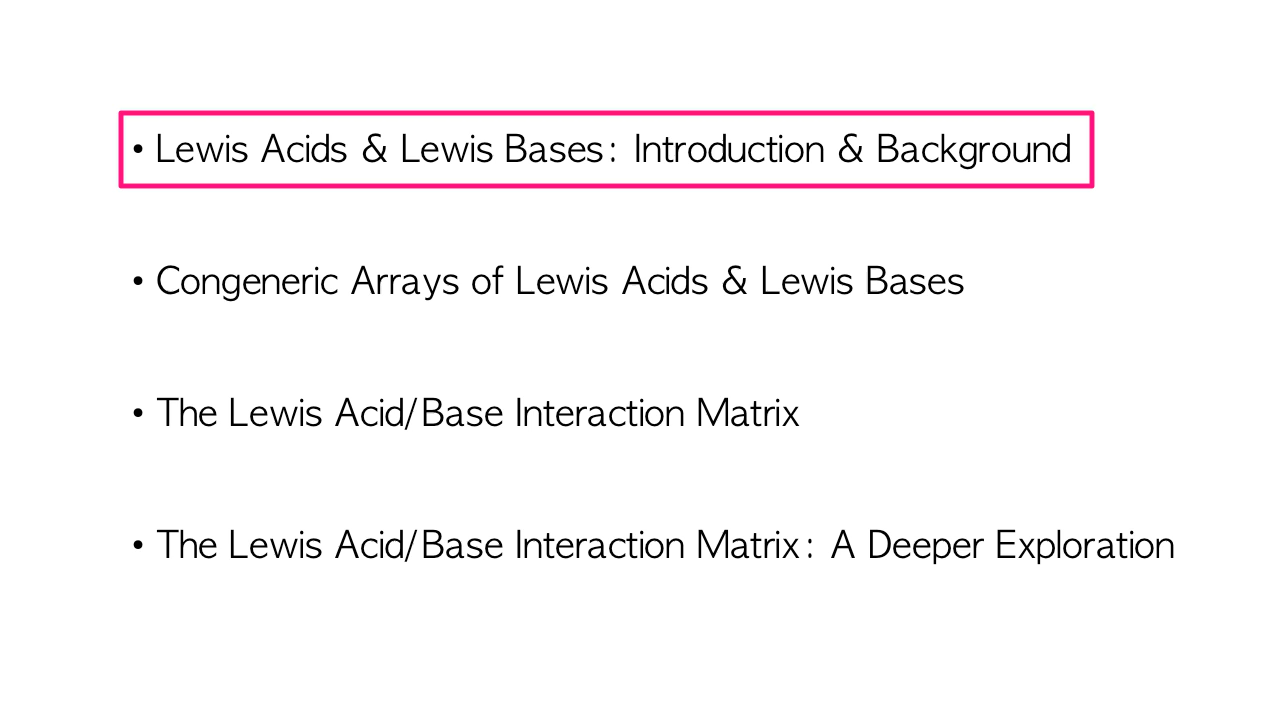 • Lewis Acids & Lewis Bases: Introduction & Background
• Congeneric Arrays of Lewis Acids & Lewis Bases
• The Lewis Acid/Base Interaction Matrix
• The Lewis Acid/Base Interaction Matrix: A Deeper Exploration